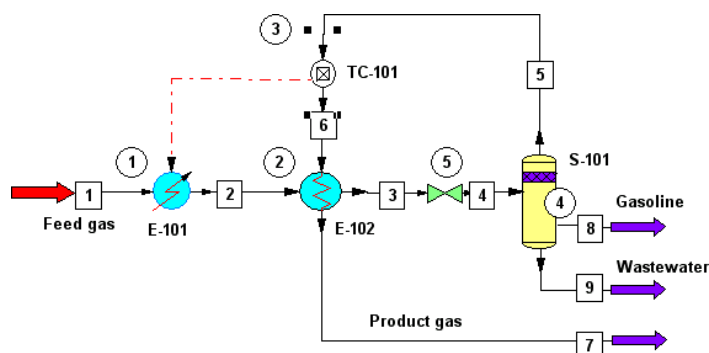 3
TC-101
5
6
1
2
5
S-101
1
2
3
4
4
Gasoline
8
Feed gas
E-101
E-102
Wastewater
9
Product gas
7